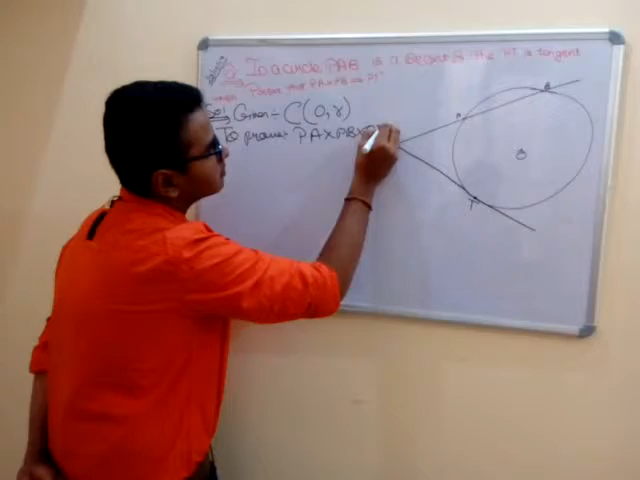 Q. In a circle PAB is a secant & the PT is tangent
Prove that PA×PB = PT²
Sol Given:- C(O,r)
To prove:- PA×PB×P
A
B
O
T